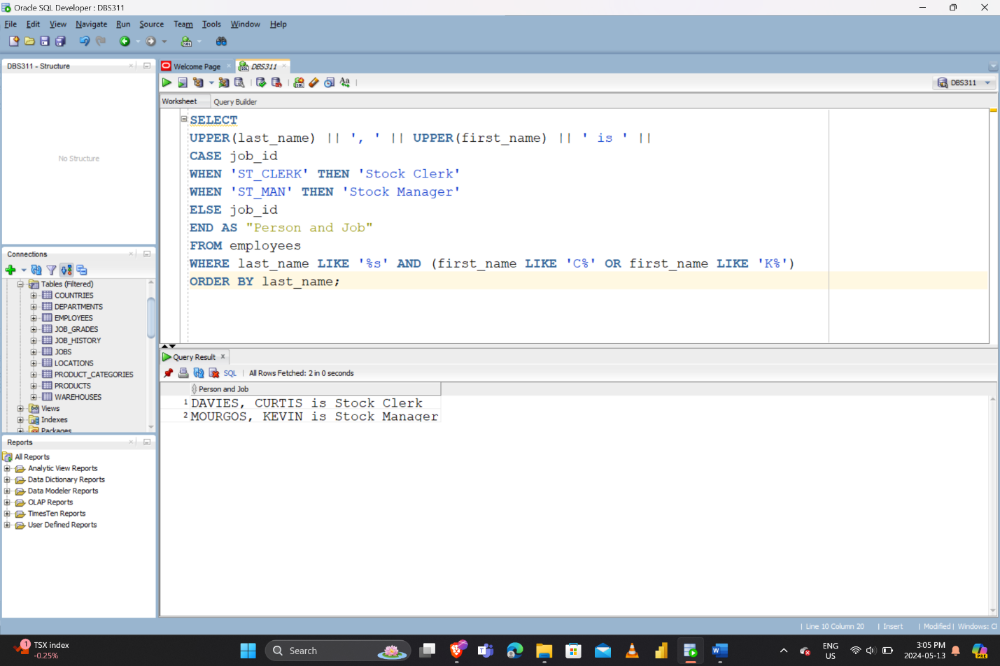 Oracle SQL Developer : DBS311
File Edit View Navigate Run Source Team Tools Window Help
DBS311 - Structure
No Structure
Connections
Tables (Filtered)
COUNTRIES
DEPARTMENTS
EMPLOYEES
JOB_GRADES
JOB_HISTORY
JOBS
LOCATIONS
PRODUCT_CATEGORIES
PRODUCTS
WAREHOUSES
Views
Indexes
Packages
Reports
All Reports
Analytic View Reports
Data Dictionary Reports
Data Modeler Reports
OLAP Reports
TimesTen Reports
User Defined Reports
Welcome Page DBS311
DBS311
Worksheet Query Builder
SELECT
UPPER(last_name) || ', ' || UPPER(first_name) || ' is ' ||
CASE job_id
WHEN 'ST_CLERK' THEN 'Stock Clerk'
WHEN 'ST_MAN' THEN 'Stock Manager'
ELSE job_id
END AS "Person and Job"
FROM employees
WHERE last_name LIKE '%s' AND (first_name LIKE 'C%' OR first_name LIKE 'K%')
ORDER BY last_name;
Query Result
SQL | All Rows Fetched: 2 in 0 seconds
Person and Job
1 DAVIES, CURTIS is Stock Clerk
2 MOURGOS, KEVIN is Stock Manager
| Line 10 Column 20 | Insert | Modified | Windows: C
1 TSX index
-0.25%
Search
ENG
US
3:05 PM
2024-05-13
PRE